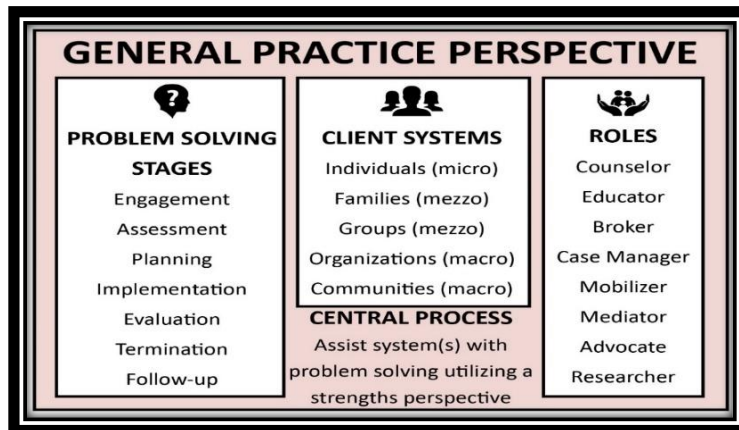 GENERAL PRACTICE PERSPECTIVE
?
PROBLEM SOLVING
STAGES
Engagement
Assessment
Planning
Implementation
Evaluation
Termination
Follow-up
CLIENT SYSTEMS
Individuals (micro)
Families (mezzo)
Groups (mezzo)
Organizations (macro)
Communities (macro)
CENTRAL PROCESS
Assist system(s) with
problem solving utilizing a
strengths perspective
ROLES
Counselor
Educator
Broker
Case Manager
Mobilizer
Mediator
Advocate
Researcher